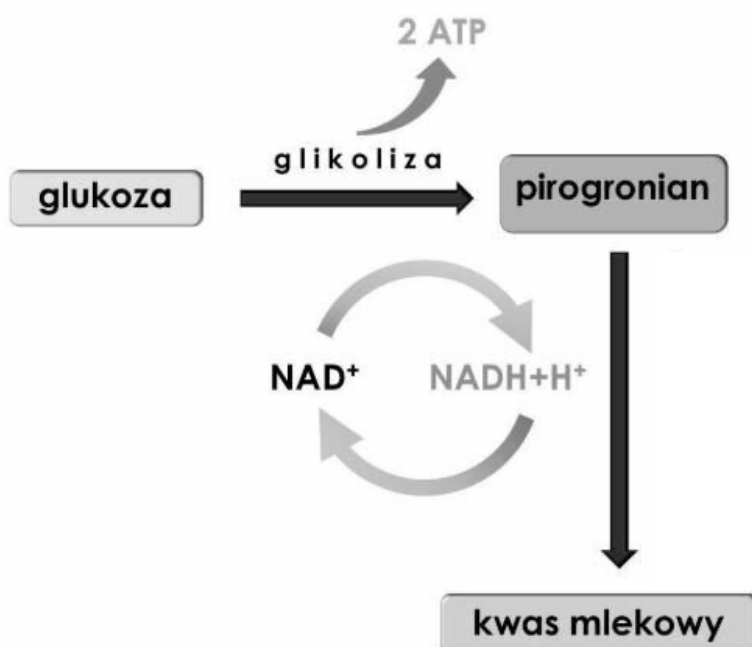 2 ATP
glikoliza
glukoza
pirogronian
NAD⁺
NADH+H⁺
kwas mlekowy